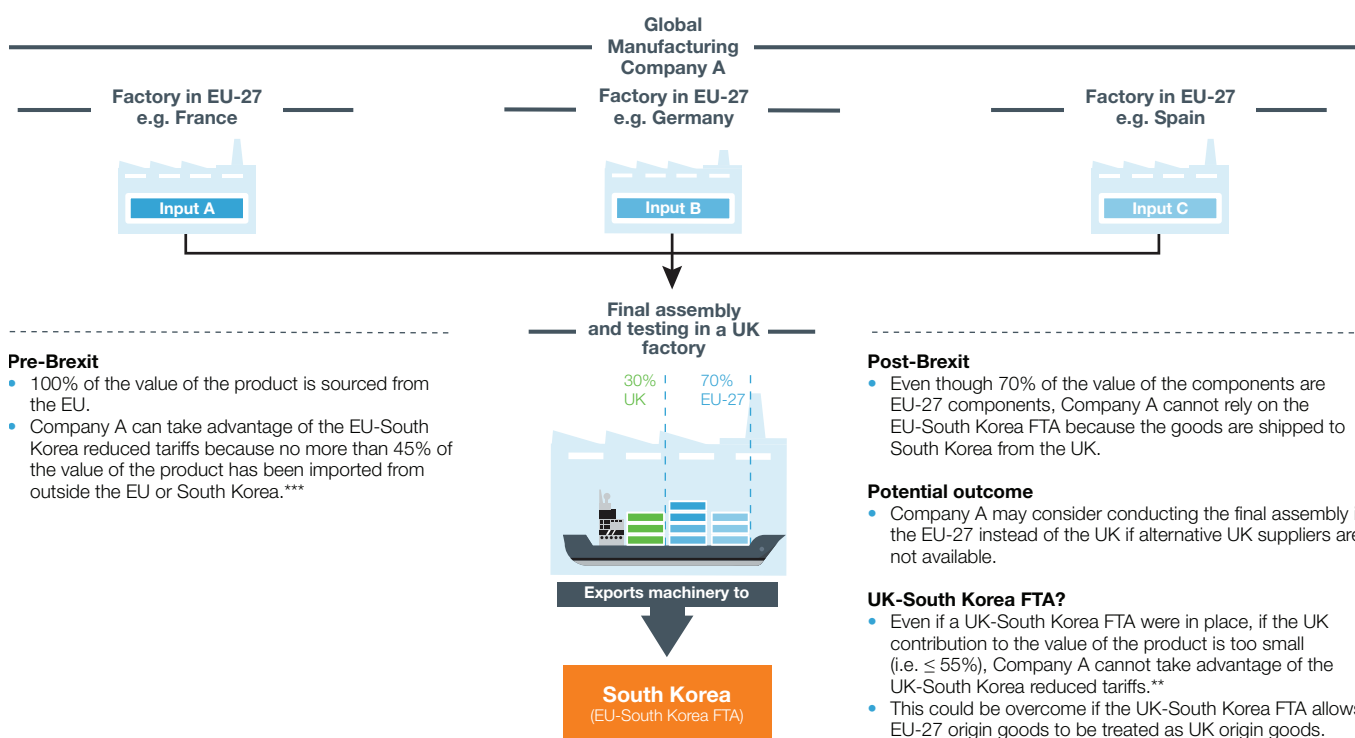 Global
Manufacturing
Company A
Factory in EU-27
e.g. France
Factory in EU-27
e.g. Germany
Factory in EU-27
e.g. Spain
Input A
Input B
Input C
Final assembly
and testing in a UK
factory
Pre-Brexit
• 100% of the value of the product is sourced from
the EU.
• Company A can take advantage of the EU-South
Korea reduced tariffs because no more than 45% of
the value of the product has been imported from
outside the EU or South Korea.***
30%
UK
70%
EU-27
Exports machinery to
South Korea
(EU-South Korea FTA)
Post-Brexit
• Even though 70% of the value of the components are
EU-27 components, Company A cannot rely on the
EU-South Korea FTA because the goods are shipped to
South Korea from the UK.
Potential outcome
• Company A may consider conducting the final assembly
the EU-27 instead of the UK if alternative UK suppliers are
not available.
UK-South Korea FTA?
• Even if a UK-South Korea FTA were in place, if the UK
contribution to the value of the product is too small
(i.e. ≤ 55%), Company A cannot take advantage of the
UK-South Korea reduced tariffs.**
• This could be overcome if the UK-South Korea FTA allows
EU-27 origin goods to be treated as UK origin goods.